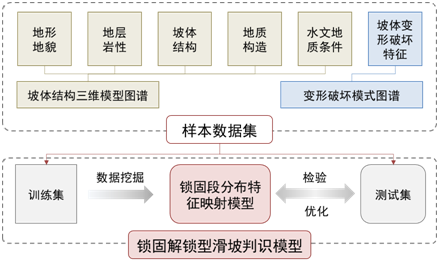 地形
地貌
地层
岩性
坡体
结构
地质
构造
水文地
质条件
坡体变
形破坏
特征
坡体结构三维模型图谱
变形破坏模式图谱
样本数据集
训练集
数据挖掘
锁固段分布特
征映射模型
检验
优化
测试集
锁固解锁型滑坡判识模型